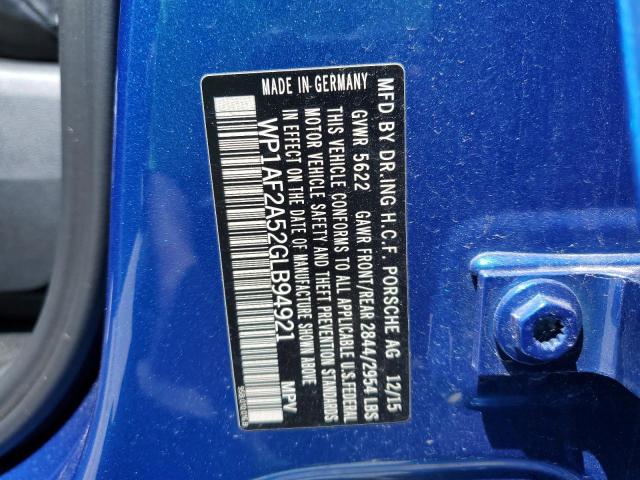 MFD BY DR.ING H.C.F. PORSCHE AG 12/15
GVWR 5622 GAWR FRONT/REAR 2844/2954 LBS
THIS VEHICLE CONFORMS TO ALL APPLICABLE U.S.FEDERAL
MOTOR VEHICLE SAFETY AND THEFT PREVENTION STANDARDS
IN EFFECT ON THE DATE OF MANUFACTURE SHOWN ABOVE
WP1AF2A52GLB94921 MPV
MADE IN GERMANY